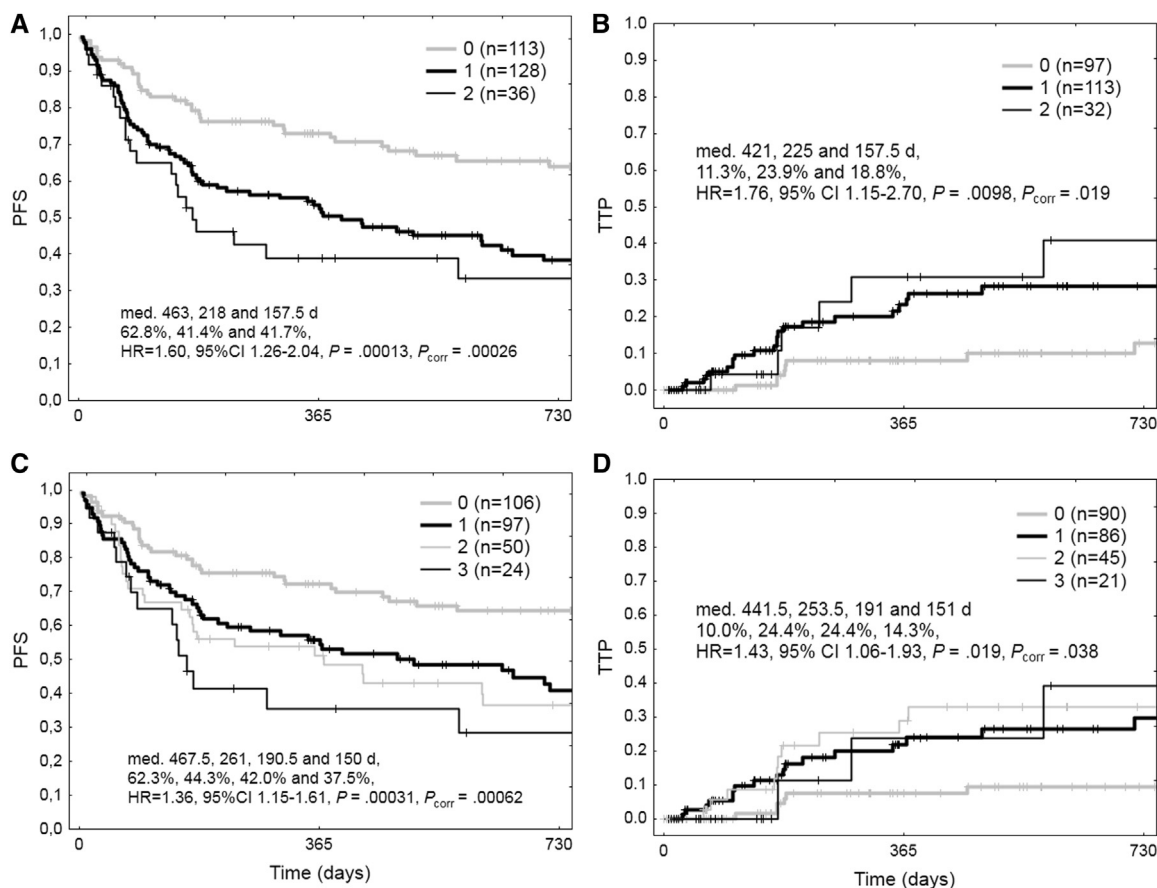 A
1,0
0,9
0,8
0,7
0,6
0,5
0,4
0,3
0,2
0,1
0,0
PFS
0 (n=113)
1 (n=128)
2 (n=36)
med. 463, 218 and 157.5 d
62.8%, 41.4% and 41.7%,
HR=1.60, 95%CI 1.26-2.04, P = .00013, Pcorr = .00026
0 365 730
B
1.0
0.9
0.8
0.7
0.6
0.5
0.4
0.3
0.2
0.1
0.0
TTP
0 (n=97)
1 (n=113)
2 (n=32)
med. 421, 225 and 157.5 d,
11.3%, 23.9% and 18.8%,
HR=1.76, 95% CI 1.15-2.70, P = .0098, Pcorr = .019
0 365 730
C
1,0
0,9
0,8
0,7
0,6
0,5
0,4
0,3
0,2
0,1
0,0
PFS
0 (n=106)
1 (n=97)
2 (n=50)
3 (n=24)
med. 467.5, 261, 190.5 and 150 d
62.3%, 44.3%, 42.0% and 37.5%,
HR=1.36, 95%CI 1.15-1.61, P = .00031, Pcorr = .00062
0 365 730
Time (days)
D
1.0
0.9
0.8
0.7
0.6
0.5
0.4
0.3
0.2
0.1
0.0
TTP
0 (n=90)
1 (n=86)
2 (n=45)
3 (n=21)
med. 441.5, 253.5, 191 and 151 d
10.0%, 24.4%, 24.4%, 14.3%,
HR=1.43, 95% CI 1.06-1.93, P = .019, Pcorr = .038
0 365 730
Time (days)